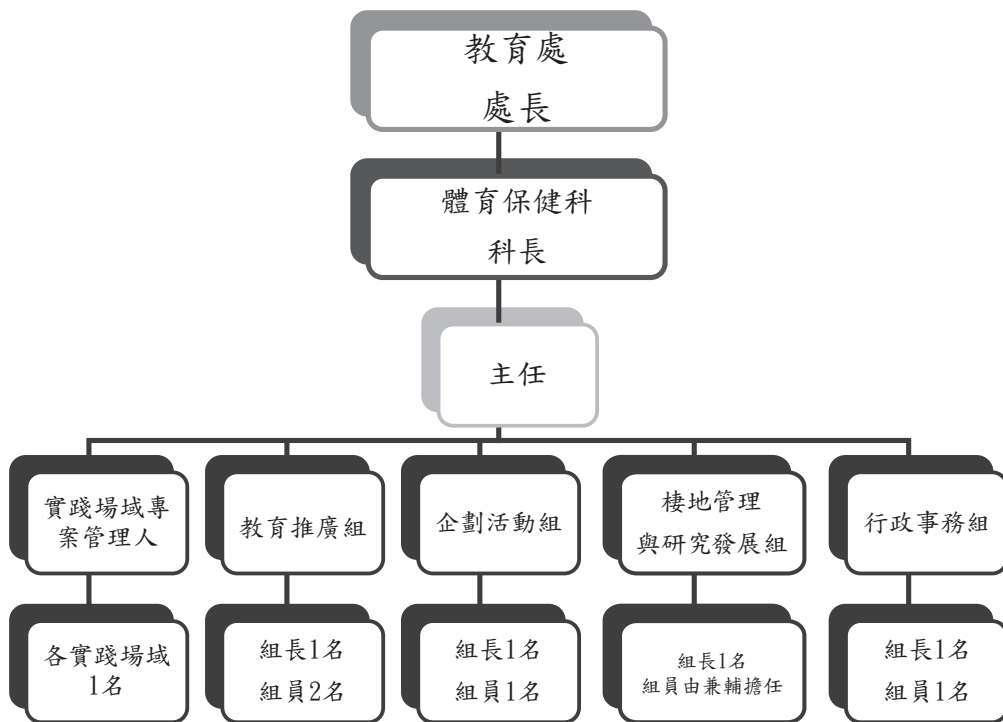 教育處
處長
體育保健科
科長
主任
實踐場域專
案管理人
教育推廣組
企劃活動組
棲地管理
與研究發展組
行政事務組
各實踐場域
1名
組長1名
組員2名
組長1名
組員1名
組長1名
組員由兼輔擔任
組長1名
組員1名